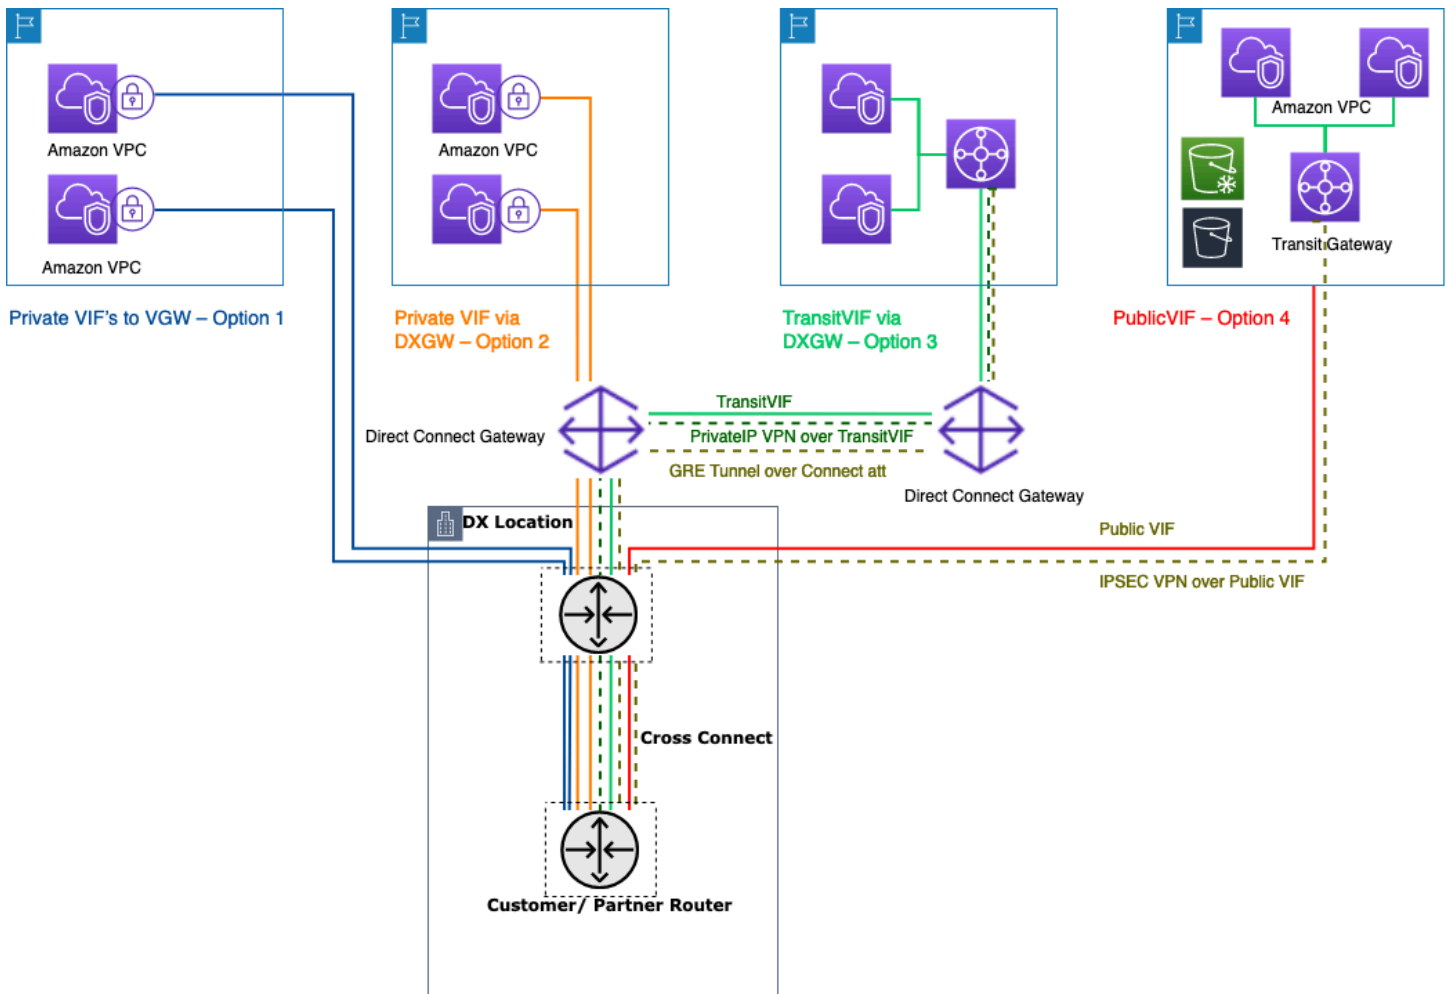 Amazon VPC
Amazon VPC
Private VIF's to VGW – Option 1
Amazon VPC
Private VIF via
DXGW – Option 2
TransitVIF via
DXGW – Option 3
Amazon VPC
Transit Gateway
PublicVIF – Option 4
Direct Connect Gateway
TransitVIF
PrivateIP VPN over TransitVIF
GRE Tunnel over Connect att
Direct Connect Gateway
DX Location
Public VIF
IPSEC VPN over Public VIF
Cross Connect
Customer/ Partner Router